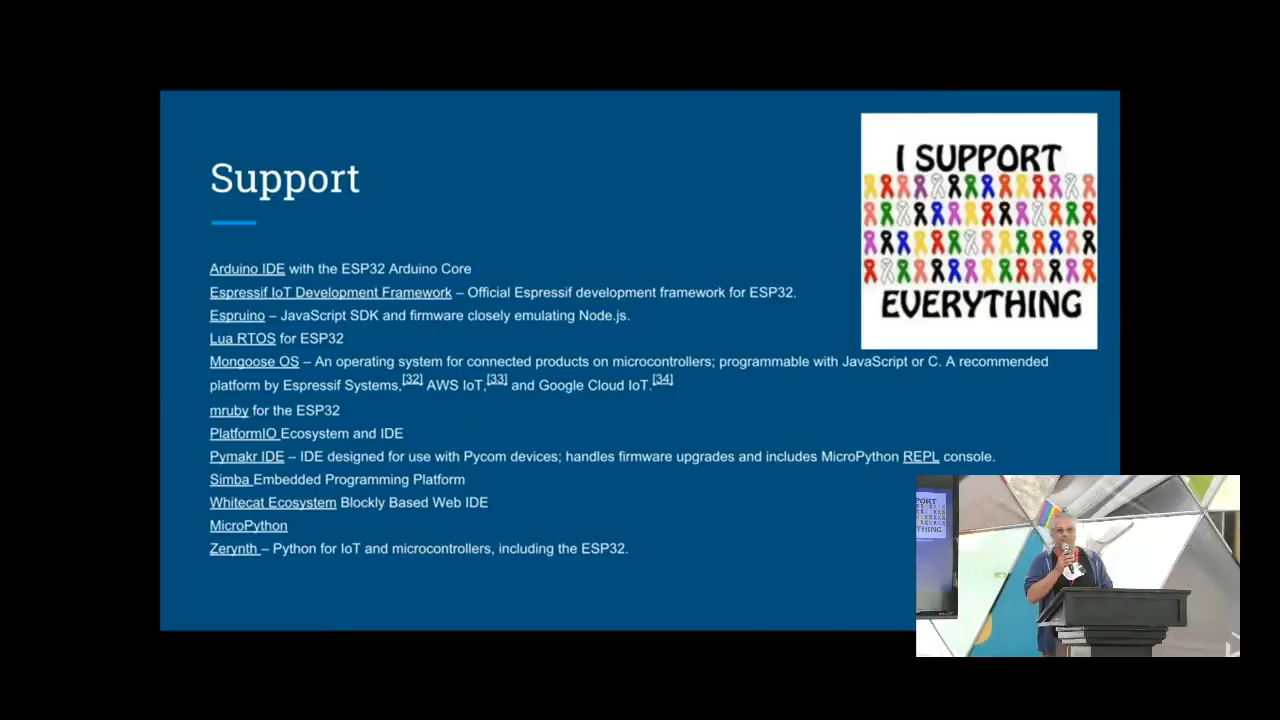 Support
I SUPPORT
EVERYTHING
Arduino IDE with the ESP32 Arduino Core
Espressif IoT Development Framework – Official Espressif development framework for ESP32.
Espruino – JavaScript SDK and firmware closely emulating Node.js.
Lua RTOS for ESP32
Mongoose OS – An operating system for connected products on microcontrollers; programmable with JavaScript or C. A recommended
platform by Espressif Systems,[32] AWS IoT,[33] and Google Cloud IoT.[34]
mruby for the ESP32
PlatformIO Ecosystem and IDE
Pymakr IDE – IDE designed for use with Pycom devices; handles firmware upgrades and includes MicroPython REPL console.
Simba Embedded Programming Platform
Whitecat Ecosystem Blockly Based Web IDE
MicroPython
Zerynth – Python for IoT and microcontrollers, including the ESP32.
PORT
THING